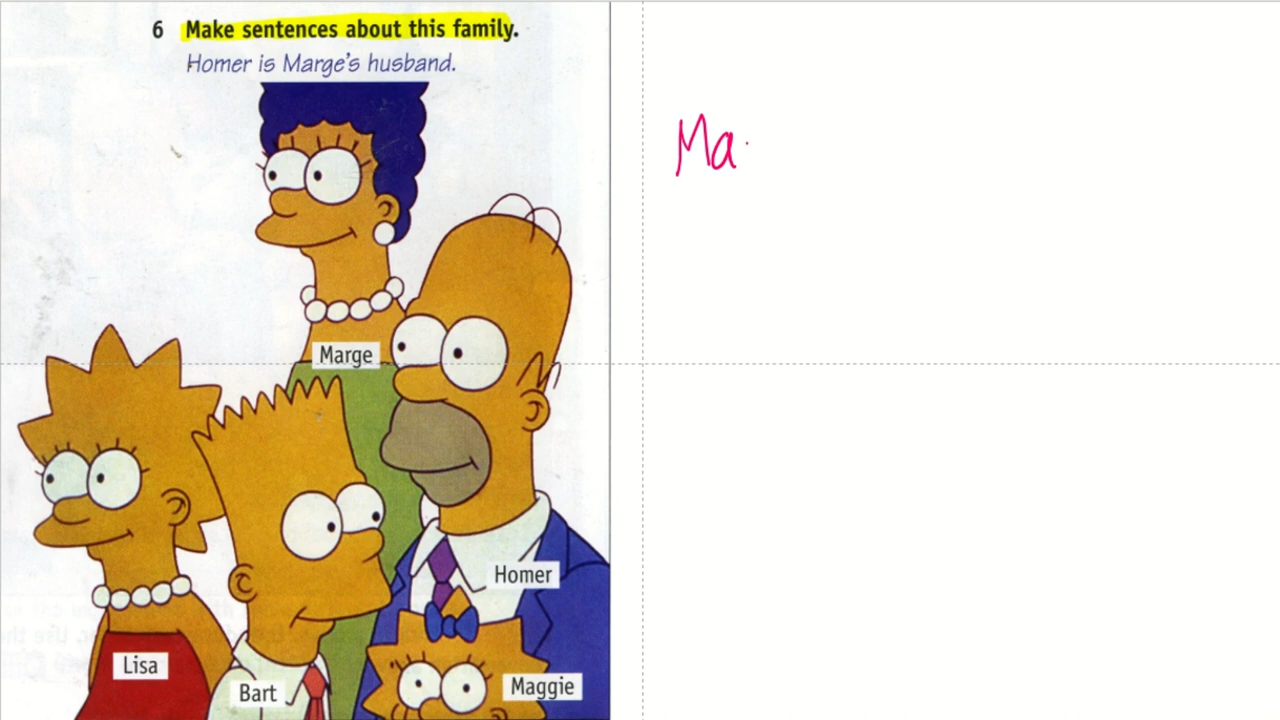 6 Make sentences about this family.
Homer is Marge's husband.
Ma
Marge
Homer
Lisa
Bart
Maggie